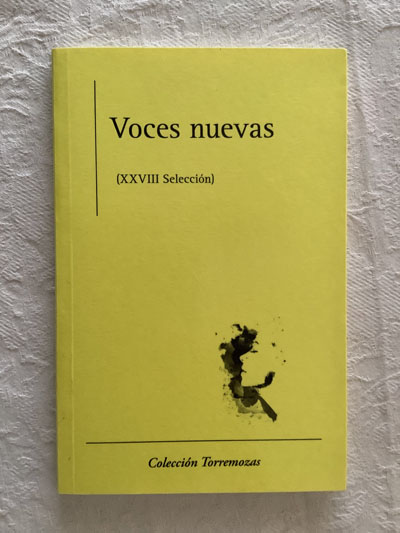 Voces nuevas
(XXVIII Selección)
Colección Torremozas